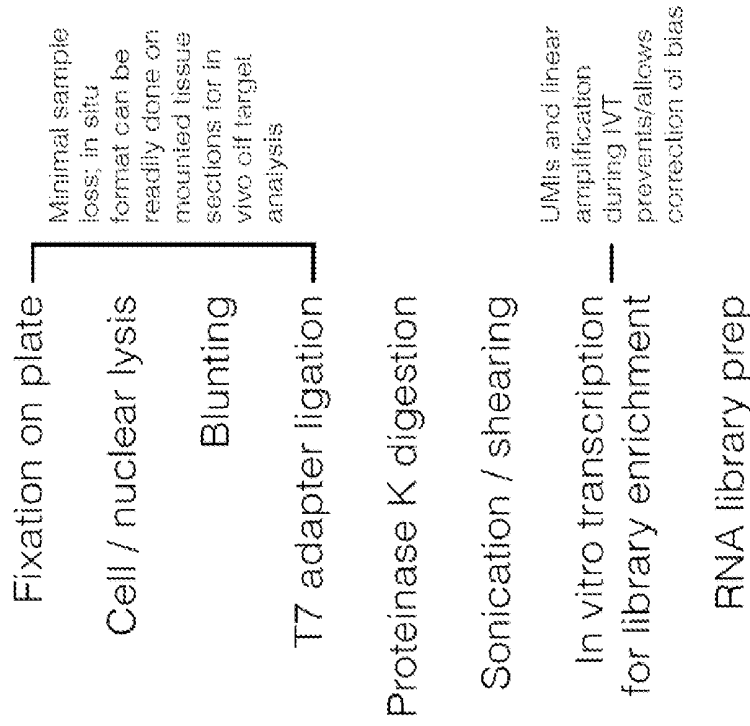 Fixation on plate
Cell / nuclear lysis
Blunting
T7 adapter ligation
Minimal sample
loss; in situ
format can be
readily done on
mounted tissue
sections for in
vivo off target
analysis
Proteinase K digestion
Sonication / shearing
In vitro transcription
for library enrichment
UMIs and linear
amplification
during IVT
prevents/allows
correction of bias
RNA library prep